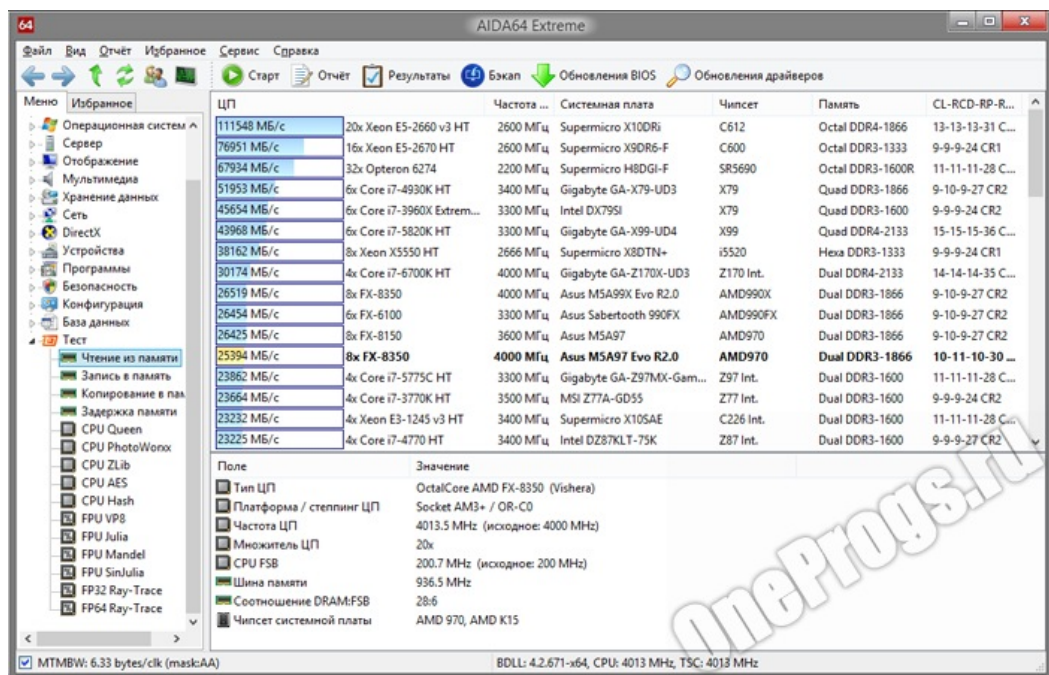 64 AIDA64 Extreme
Файл Вид Отчёт Избранное Сервис Справка
Старт Отчёт Результаты Бэкап Обновления BIOS Обновления драйверов
Меню Избранное
Операционная систем
Сервер
Отображение
Мультимедиа
Хранение данных
Сеть
DirectX
Устройства
Программы
Безопасность
Конфигурация
База данных
Тест
Чтение из памяти
Запись в память
Копирование в пам
Задержка памяти
CPU Queen
CPU PhotoWorxx
CPU ZLib
CPU AES
CPU Hash
FPU VP8
FPU Julia
FPU Mandel
FPU SinJulia
FP32 Ray-Trace
FP64 Ray-Trace
ЦП Частота ... Системная плата Чипсет Память CL-RCD-RP-R...
111548 МБ/с 20x Xeon E5-2660 v3 HT 2600 МГц Supermicro X10DRi C612 Octal DDR4-1866 13-13-13-31 C...
76951 МБ/с 16x Xeon E5-2670 HT 2600 МГц Supermicro X9DR6-F C600 Octal DDR3-1333 9-9-9-24 CR1
67934 МБ/с 32x Opteron 6274 2200 МГц Supermicro H8DGI-F SR5690 Octal DDR3-1600R 11-11-11-28 C...
51953 МБ/с 6x Core i7-4930K HT 3400 МГц Gigabyte GA-X79-UD3 X79 Quad DDR3-1866 9-10-9-27 CR2
45654 МБ/с 6x Core i7-3960X Extrem... 3300 МГц Intel DX79SI X79 Quad DDR3-1600 9-9-9-24 CR2
43968 МБ/с 6x Core i7-5820K HT 3300 МГц Gigabyte GA-X99-UD4 X99 Quad DDR4-2133 15-15-15-36 C...
38162 МБ/с 8x Xeon X5550 HT 2666 МГц Supermicro X8DTN+ i5520 Hexa DDR3-1333 9-9-9-24 CR1
30174 МБ/с 4x Core i7-6700K HT 4000 МГц Gigabyte GA-Z170X-UD3 Z170 Int. Dual DDR4-2133 14-14-14-35 C...
26519 МБ/с 8x FX-8350 4000 МГц Asus M5A99X Evo R2.0 AMD990X Dual DDR3-1866 9-10-9-27 CR2
26454 МБ/с 6x FX-6100 3300 МГц Asus Sabertooth 990FX AMD990FX Dual DDR3-1866 9-10-9-27 CR2
26425 МБ/с 8x FX-8150 3600 МГц Asus M5A97 AMD970 Dual DDR3-1866 9-10-9-27 CR2
25394 МБ/с 8x FX-8350 4000 МГц Asus M5A97 Evo R2.0 AMD970 Dual DDR3-1866 10-11-10-30 ...
23862 МБ/с 4x Core i7-5775C HT 3300 МГц Gigabyte GA-Z97MX-Gam... Z97 Int. Dual DDR3-1600 11-11-11-28 C...
23664 МБ/с 4x Core i7-3770K HT 3500 МГц MSI Z77A-GD55 Z77 Int. Dual DDR3-1600 9-9-9-24 CR2
23232 МБ/с 4x Xeon E3-1245 v3 HT 3400 МГц Supermicro X10SAE C226 Int. Dual DDR3-1600 11-11-11-28 C...
23225 МБ/с 4x Core i7-4770 HT 3400 МГц Intel DZ87KLT-75K Z87 Int. Dual DDR3-1600 9-9-9-27 CR2
Поле Значение
Тип ЦП OctalCore AMD FX-8350 (Vishera)
Платформа / степпинг ЦП Socket AM3+ / OR-C0
Частота ЦП 4013.5 MHz (исходное: 4000 MHz)
Множитель ЦП 20x
CPU FSB 200.7 MHz (исходное: 200 MHz)
Шина памяти 936.5 MHz
Соотношение DRAM:FSB 28:6
Чипсет системной платы AMD 970, AMD K15
OneProgs.ru
MTMBW: 6.33 bytes/clk (mask:AA) BDLL: 4.2.671-x64, CPU: 4013 MHz, TSC: 4013 MHz